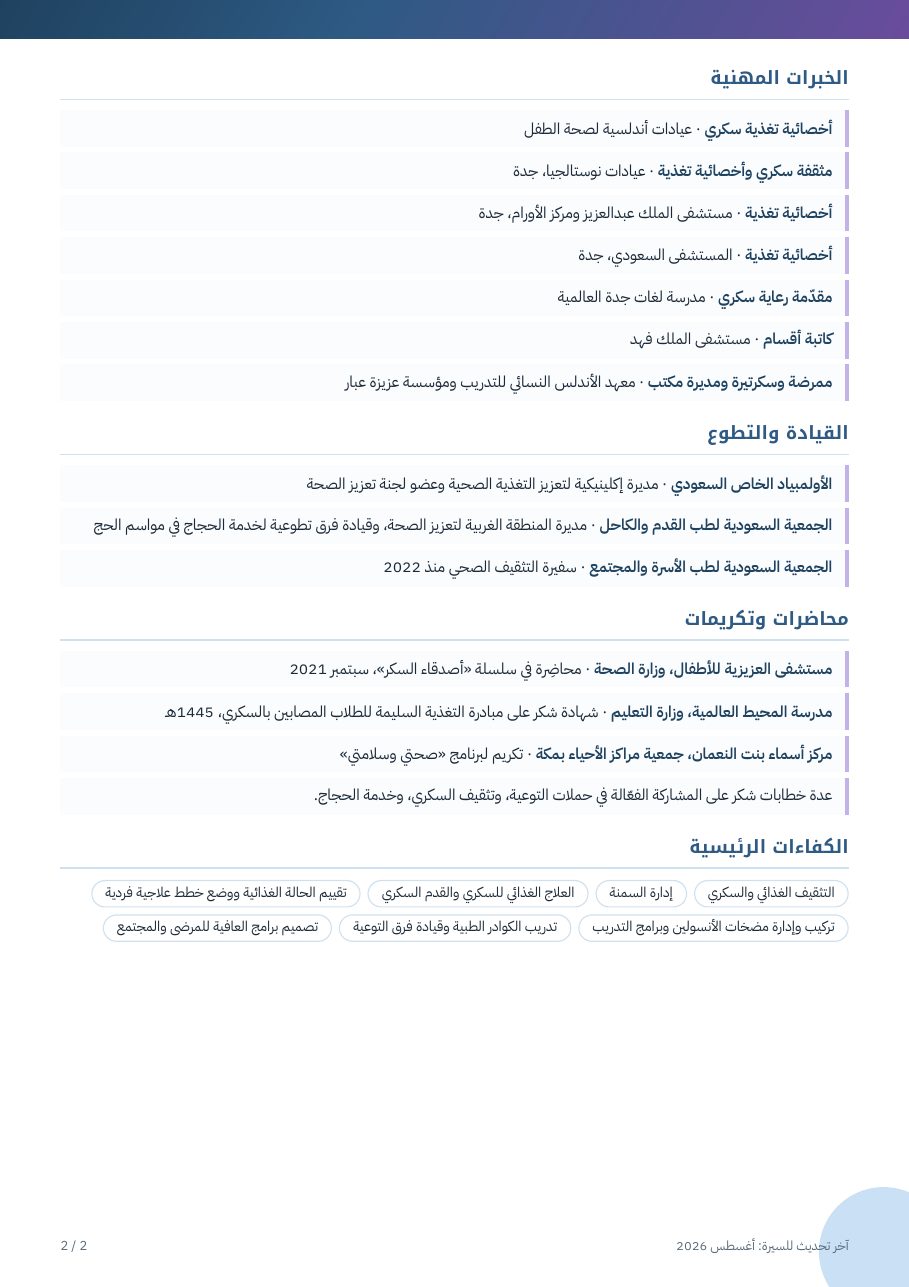 الخبرات المهنية
أخصائية تغذية سكري · عيادات أندلسية لصحة الطفل
مثقفة سكري وأخصائية تغذية · عيادات نوستالجيا، جدة
أخصائية تغذية · مستشفى الملك عبدالعزيز ومركز الأورام، جدة
أخصائية تغذية · المستشفى السعودي، جدة
مقدّمة رعاية سكري · مدرسة لغات جدة العالمية
كاتبة أقسام · مستشفى الملك فهد
ممرضة وسكرتيرة ومديرة مكتب · معهد الأندلس النسائي للتدريب ومؤسسة عزيزة عبار
القيادة والتطوع
الأولمبياد الخاص السعودي · مديرة إكلينيكية لتعزيز التغذية الصحية وعضو لجنة تعزيز الصحة
الجمعية السعودية لطب القدم والكاحل · مديرة المنطقة الغربية لتعزيز الصحة، وقيادة فرق تطوعية لخدمة الحجاج في مواسم الحج
الجمعية السعودية لطب الأسرة والمجتمع · سفيرة التثقيف الصحي منذ 2022
محاضرات وتكريمات
مستشفى العزيزية للأطفال، وزارة الصحة · محاضِرة في سلسلة «أصدقاء السكر»، سبتمبر 2021
مدرسة المحيط العالمية، وزارة التعليم · شهادة شكر على مبادرة التغذية السليمة للطلاب المصابين بالسكري، 1445هـ
مركز أسماء بنت النعمان، جمعية مراكز الأحياء بمكة · تكريم لبرنامج «صحتي وسلامتي»
عدة خطابات شكر على المشاركة الفعّالة في حملات التوعية، وتثقيف السكري، وخدمة الحجاج.
الكفاءات الرئيسية
التثقيف الغذائي والسكري إدارة السمنة العلاج الغذائي للسكري والقدم السكري تقييم الحالة الغذائية ووضع خطط علاجية فردية
تركيب وإدارة مضخات الأنسولين وبرامج التدريب تدريب الكوادر الطبية وقيادة فرق التوعية تصميم برامج العافية للمرضى والمجتمع
آخر تحديث للسيرة: أغسطس 2026 2 / 2